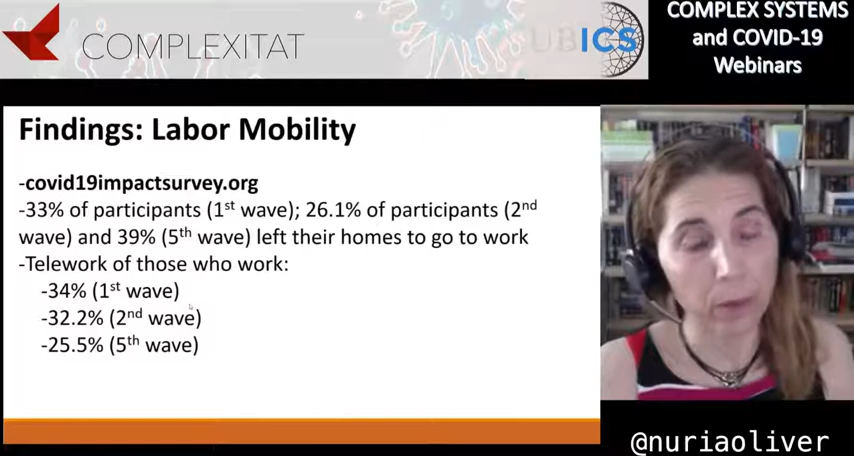 COMPLEXITAT
UBICS
COMPLEX SYSTEMS
and COVID-19
Webinars
Findings: Labor Mobility
-covid19impactsurvey.org
-33% of participants (1st wave); 26.1% of participants (2nd
wave) and 39% (5th wave) left their homes to go to work
-Telework of those who work:
-34% (1st wave)
-32.2% (2nd wave)
-25.5% (5th wave)
@nuriaoliver